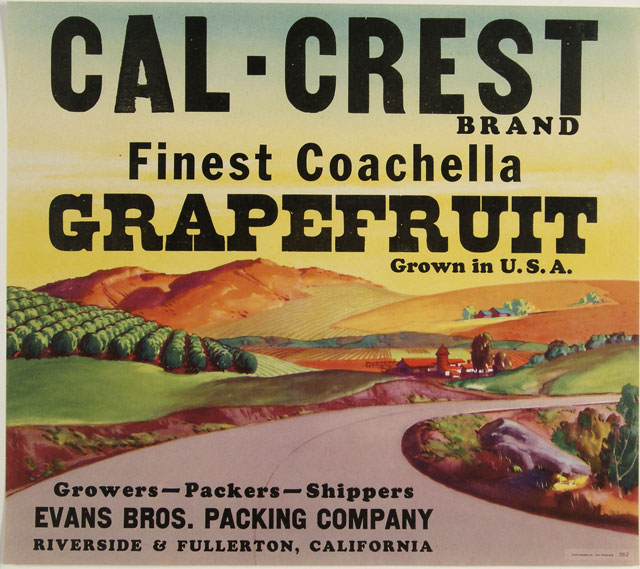 CAL-CREST
BRAND
Finest Coachella
GRAPEFRUIT
Grown in U.S.A.
Growers—Packers—Shippers
EVANS BROS. PACKING COMPANY
RIVERSIDE & FULLERTON, CALIFORNIA